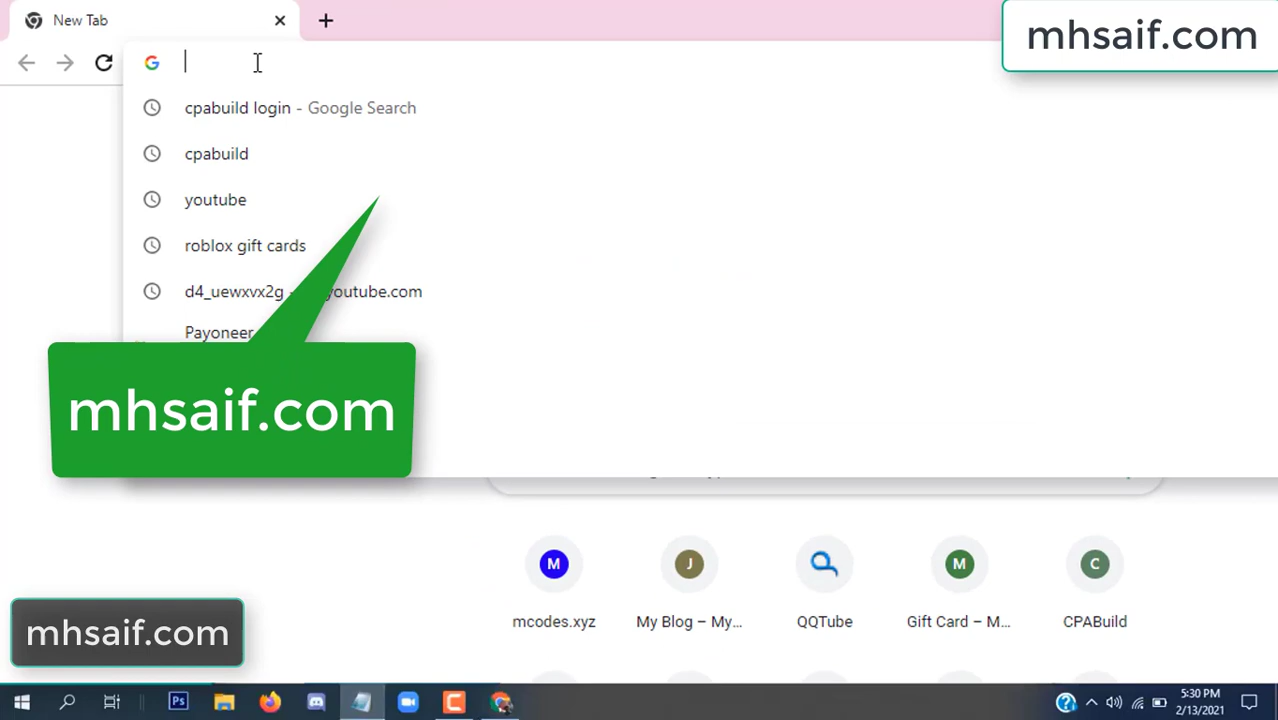 New Tab
mhsaif.com
cpabuild login - Google Search
cpabuild
youtube
roblox gift cards
d4_uewxvx2g - youtube.com
Payoneer
mhsaif.com
M
J
M
C
mcodes.xyz
My Blog – My...
QQTube
Gift Card – M...
CPABuild
mhsaif.com
Ps
5:30 PM
2/13/2021